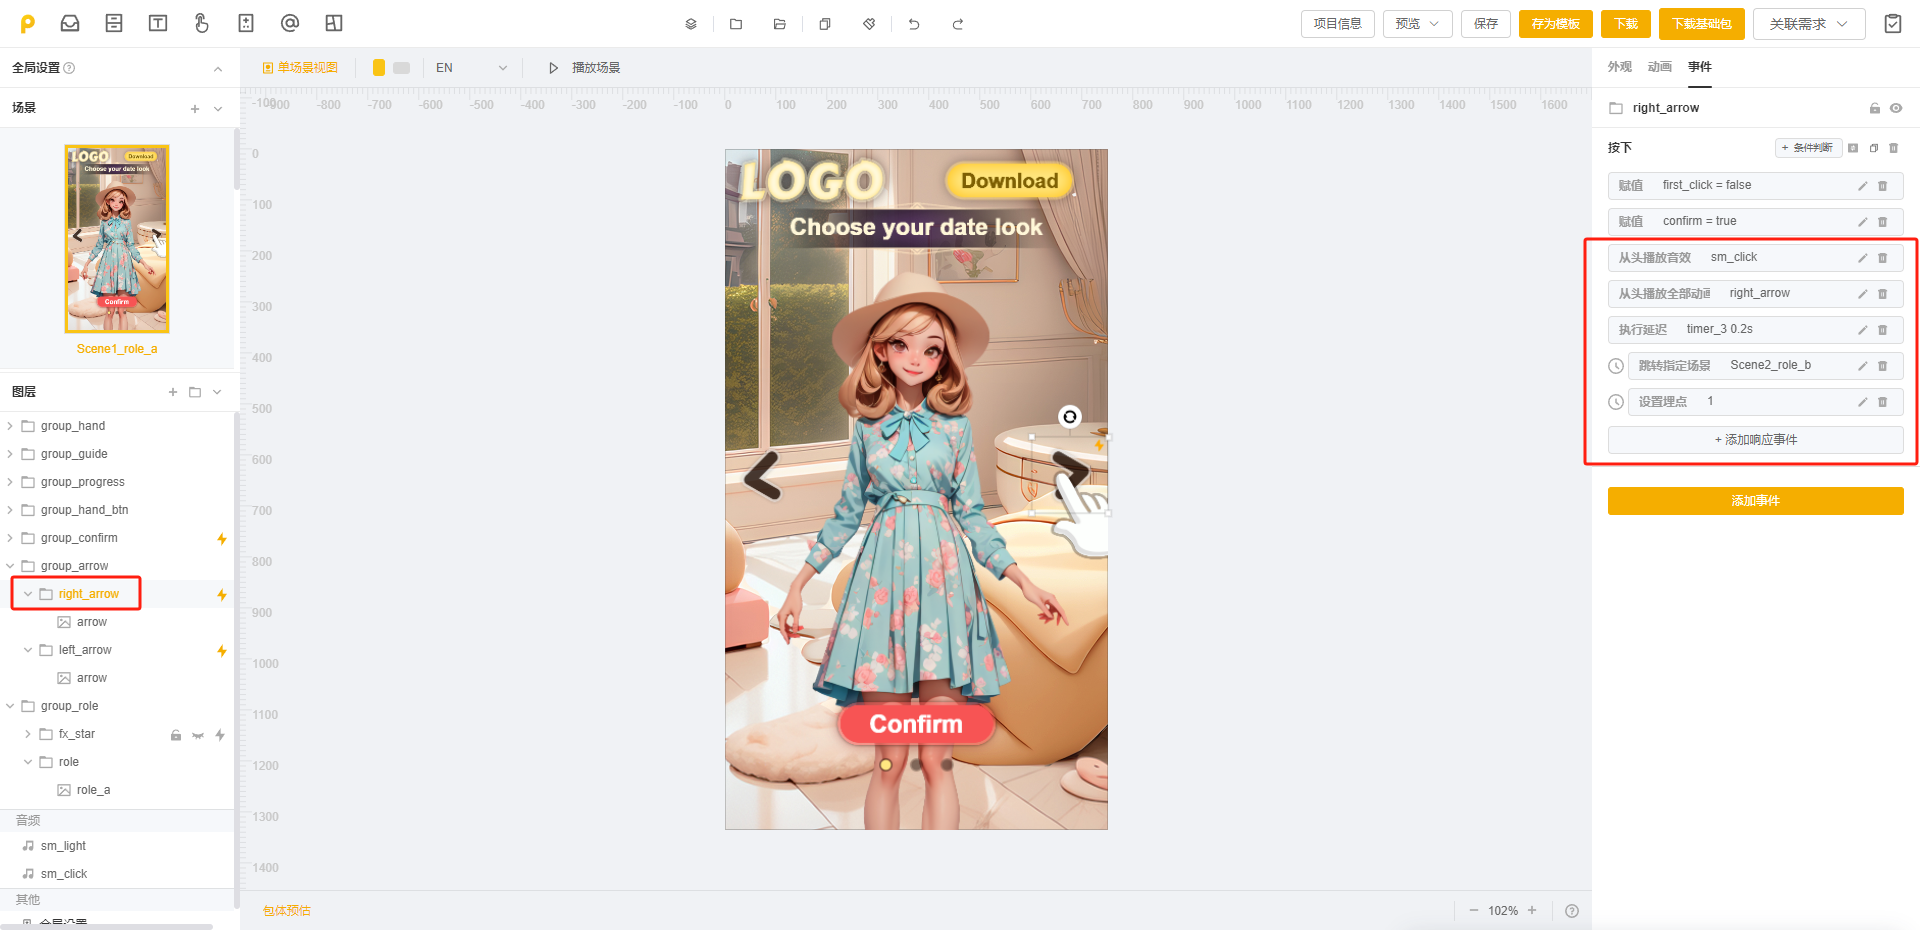 项目信息
预览
保存
存为模板
下载
下载基础包
关联需求
全局设置
单场景视图
EN
播放场景
外观 动画 事件
场景
-100 -900 -800 -700 -600 -500 -400 -300 -200 -100 0 100 200 300 400 500 600 700 800 900 1000 1100 1200 1300 1400 1500 1600
right_arrow
LOGO
Download
Choose your date look
Confirm
Scene1_role_a
0
100
200
300
400
500
600
700
800
900
1000
1100
1200
1300
1400
LOGO
Download
Choose your date look
Confirm
按下
+ 条件判断
赋值 first_click = false
赋值 confirm = true
从头播放音效 sm_click
从头播放全部动画 right_arrow
执行延迟 timer_3 0.2s
跳转指定场景 Scene2_role_b
设置埋点 1
+ 添加响应事件
添加事件
图层
group_hand
group_guide
group_progress
group_hand_btn
group_confirm
group_arrow
right_arrow
arrow
left_arrow
arrow
group_role
fx_star
role
role_a
音频
sm_light
sm_click
其他
全局设置
包体预估
102%